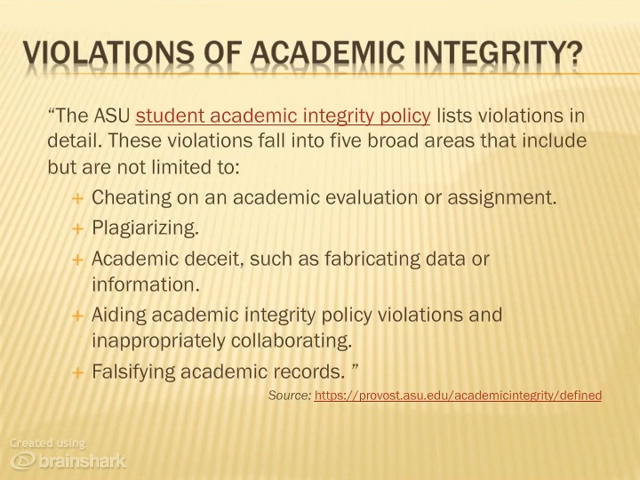 VIOLATIONS OF ACADEMIC INTEGRITY?
“The ASU student academic integrity policy lists violations in
detail. These violations fall into five broad areas that include
but are not limited to:
+ Cheating on an academic evaluation or assignment.
+ Plagiarizing.
+ Academic deceit, such as fabricating data or
information.
+ Aiding academic integrity policy violations and
inappropriately collaborating.
+ Falsifying academic records. ”
Source: https://provost.asu.edu/academicintegrity/defined
Created using
brainshark